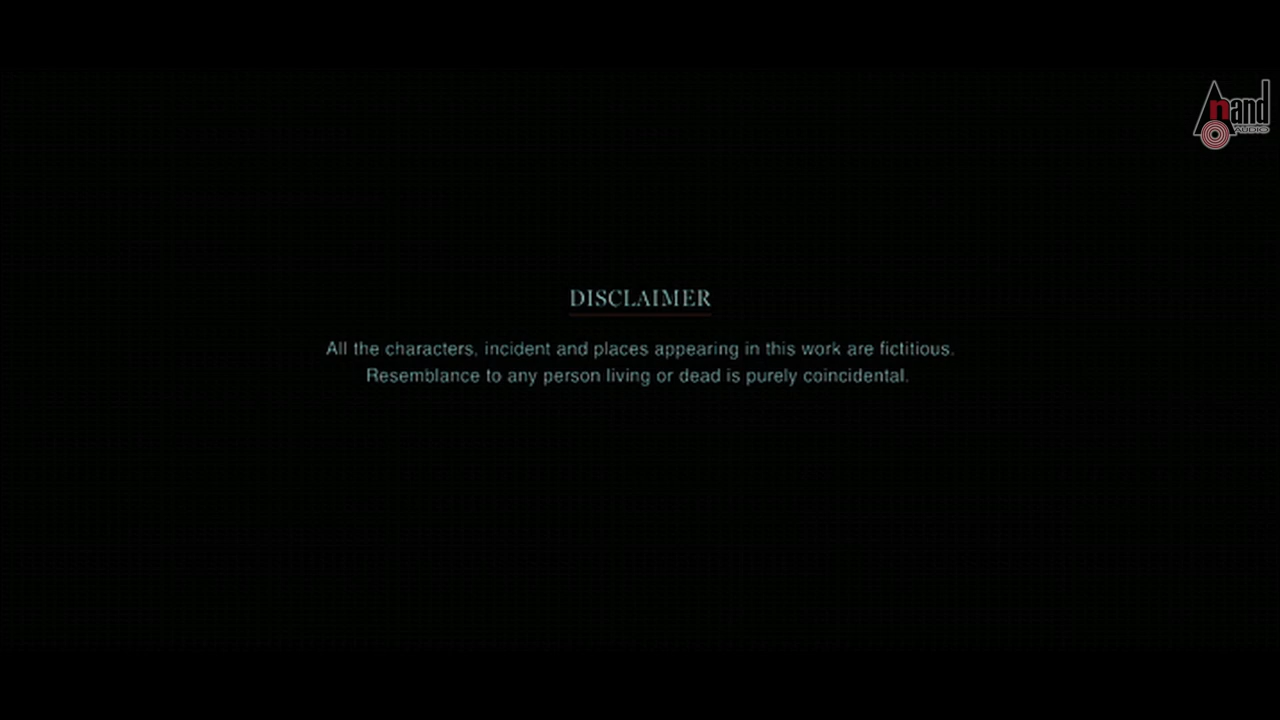 Anand
AUDIO
DISCLAIMER
All the characters, incident and places appearing in this work are fictitious.
Resemblance to any person living or dead is purely coincidental.